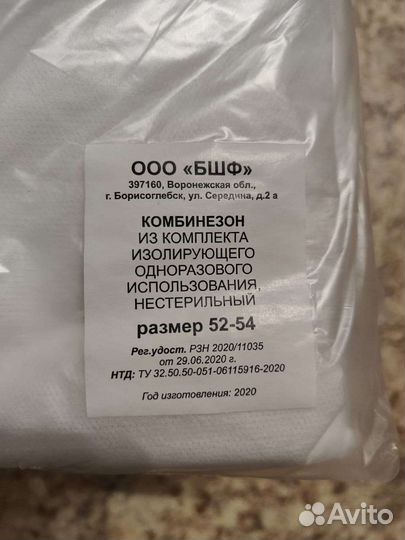 ООО «БШФ»
397160, Воронежская обл.,
г. Борисоглебск, ул. Середина, д.2 а
КОМБИНЕЗОН
ИЗ КОМПЛЕКТА
ИЗОЛИРУЮЩЕГО
ОДНОРАЗОВОГО
ИСПОЛЬЗОВАНИЯ,
НЕСТЕРИЛЬНЫЙ
размер 52-54
Рег.удост. РЗН 2020/11035
от 29.06.2020 г.
НТД: ТУ 32.50.50-051-06115916-2020
Год изготовления: 2020
Avito